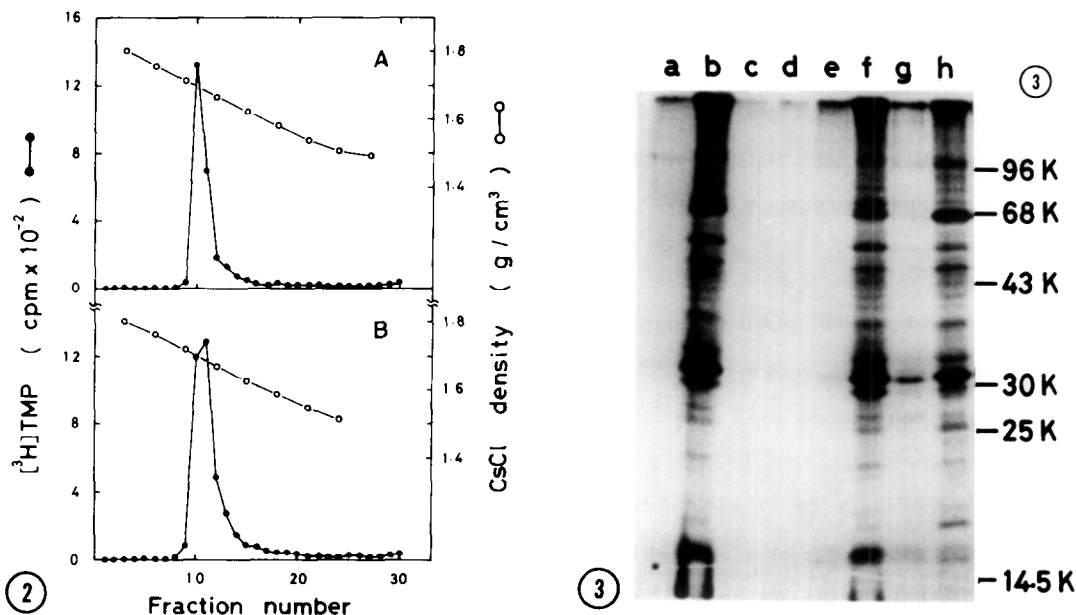 16
12
8
4
0
A
1·8
1·6
1·4
12
8
4
0
B
1·8
1·6
1·4
10
20
30
Fraction number
[³H]TMP ( cpm x 10⁻²)
CsCl density ( g / cm³ )
2
a b c d e f g h
3
96 K
68 K
43 K
30 K
25 K
14.5 K
3